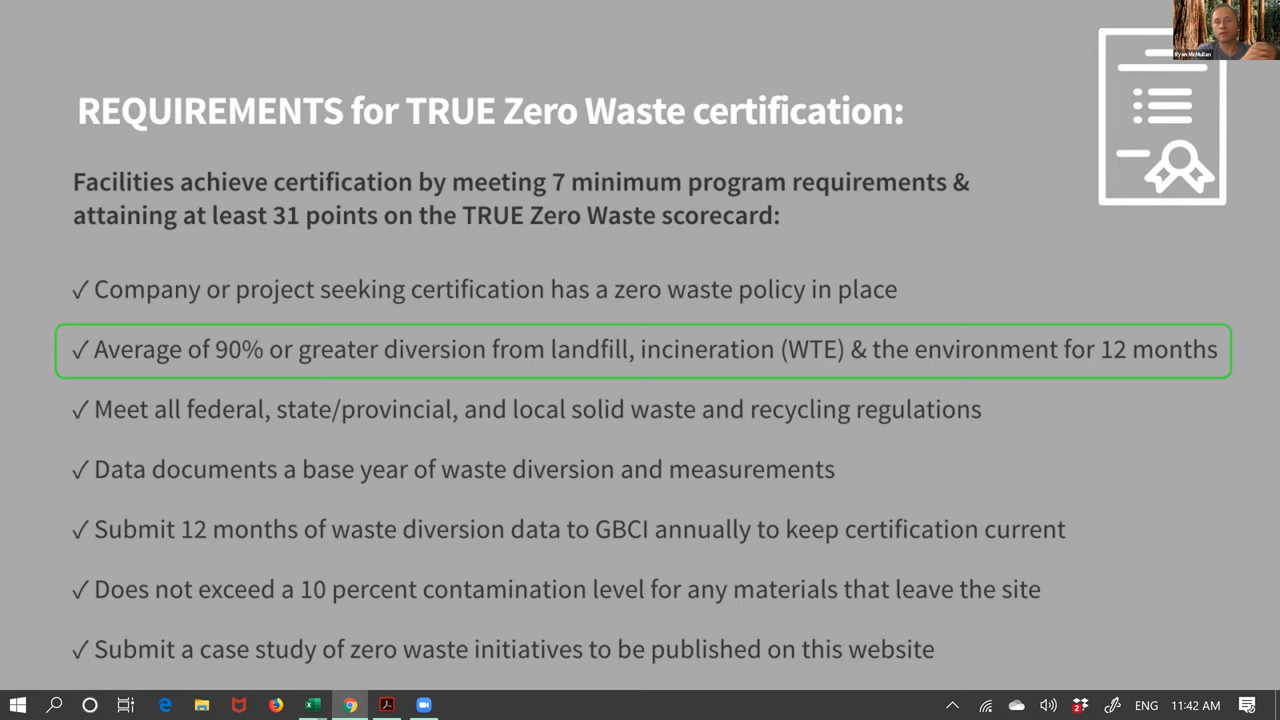 Ryan McMullan
REQUIREMENTS for TRUE Zero Waste certification:
Facilities achieve certification by meeting 7 minimum program requirements &
attaining at least 31 points on the TRUE Zero Waste scorecard:
✓ Company or project seeking certification has a zero waste policy in place
✓ Average of 90% or greater diversion from landfill, incineration (WTE) & the environment for 12 months
✓ Meet all federal, state/provincial, and local solid waste and recycling regulations
✓ Data documents a base year of waste diversion and measurements
✓ Submit 12 months of waste diversion data to GBCI annually to keep certification current
✓ Does not exceed a 10 percent contamination level for any materials that leave the site
✓ Submit a case study of zero waste initiatives to be published on this website
2
ENG 11:42 AM